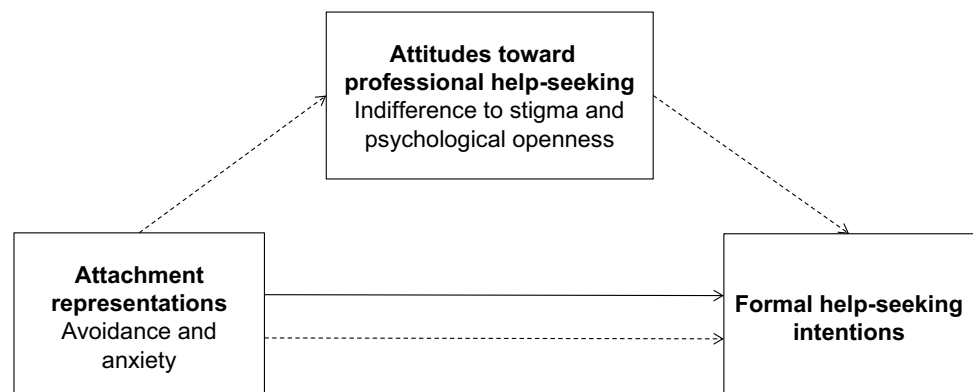 Attitudes toward
professional help-seeking
Indifference to stigma and
psychological openness
Attachment
representations
Avoidance and
anxiety
Formal help-seeking
intentions